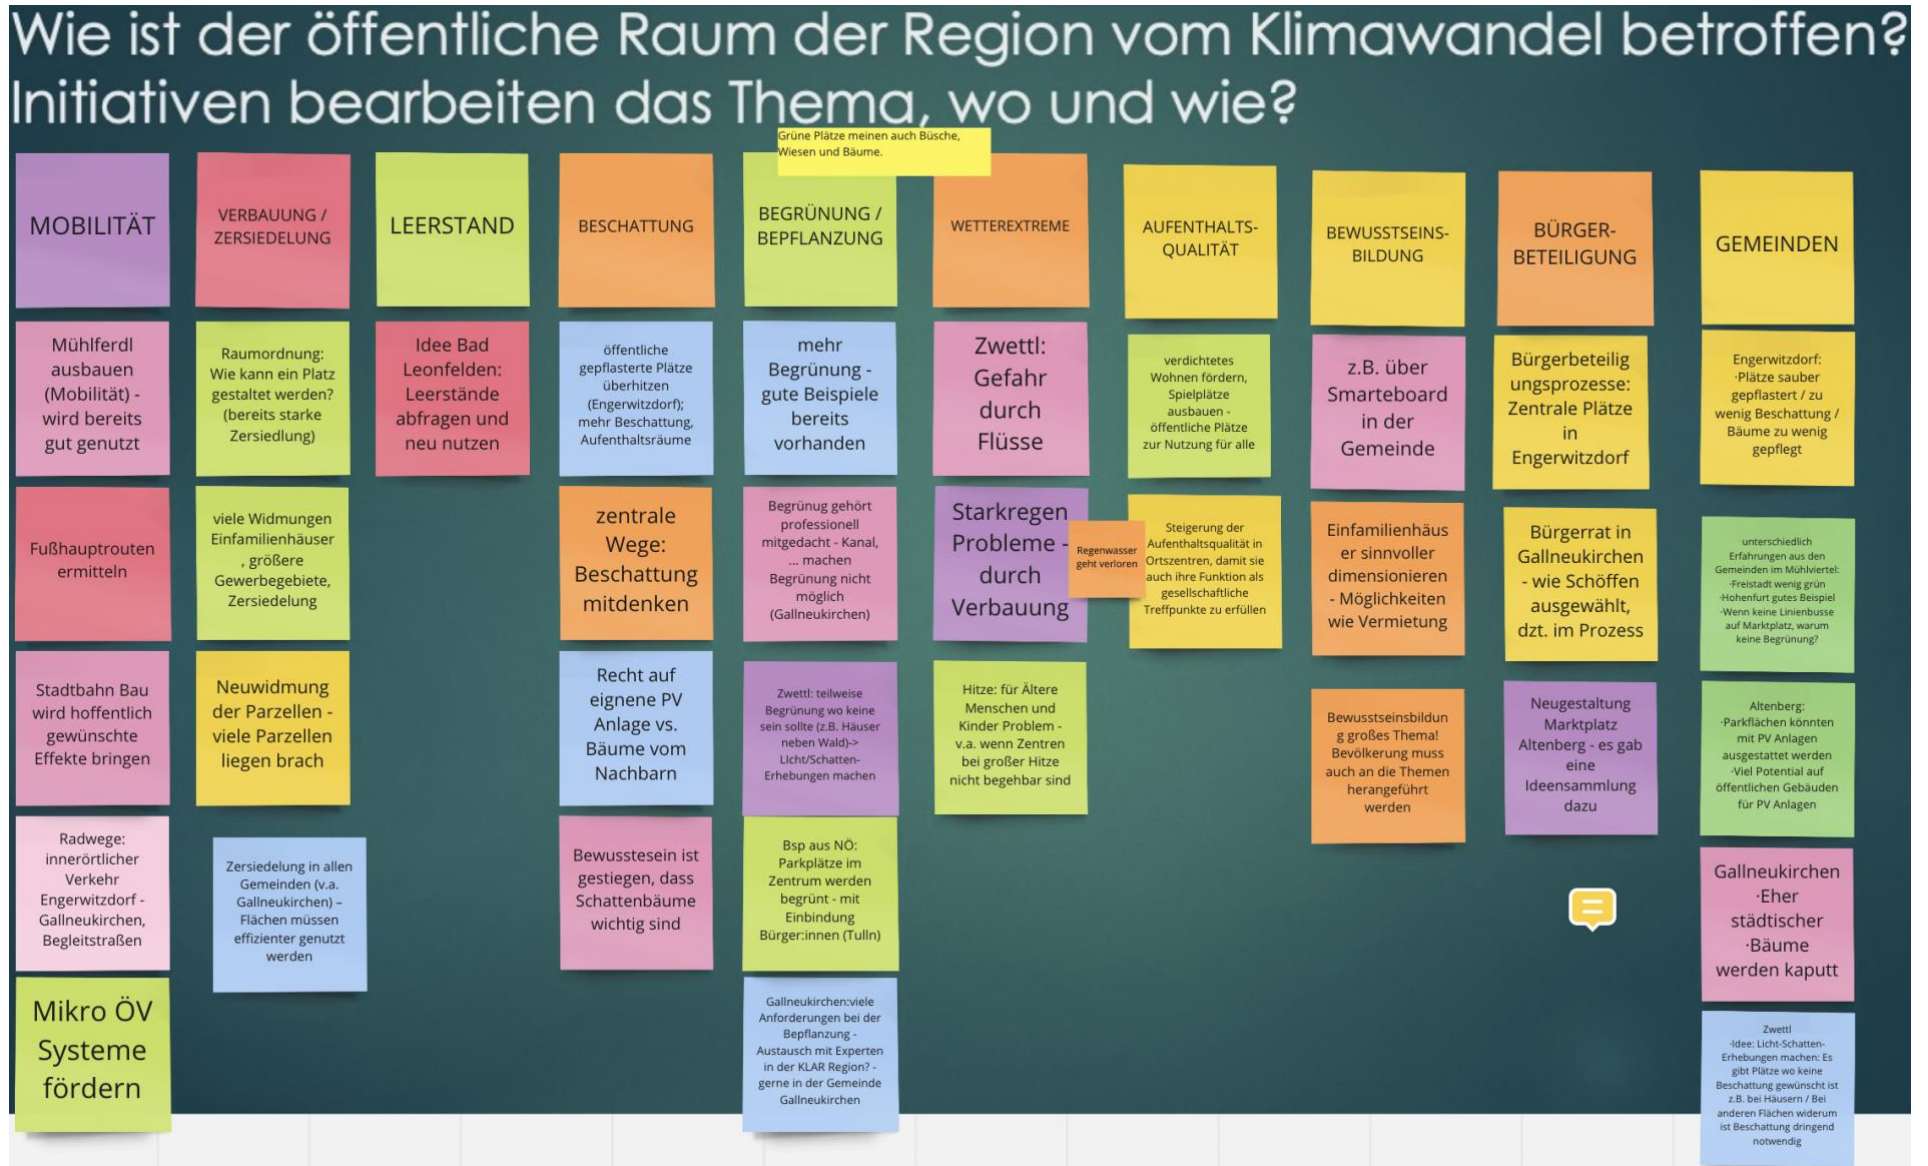 Wie ist der öffentliche Raum der Region vom Klimawandel betroffen?
Initiativen bearbeiten das Thema, wo und wie?
Grüne Plätze meinen auch Büsche,
Wiesen und Bäume.
MOBILITÄT
Mühlferdl
ausbauen
(Mobilität) -
wird bereits
gut genutzt
Fußhauptrouten
ermitteln
Stadtbahn Bau
wird hoffentlich
gewünschte
Effekte bringen
Radwege:
innerörtlicher
Verkehr
Engerwitzdorf -
Gallneukirchen,
Begleitstraßen
Mikro ÖV
Systeme
fördern
VERBAUUNG /
ZERSIEDELUNG
Raumordnung:
Wie kann ein Platz
gestaltet werden?
(bereits starke
Zersiedlung)
viele Widmungen
Einfamilienhäuser
, größere
Gewerbegebiete,
Zersiedelung
Neuwidmung
der Parzellen -
viele Parzellen
liegen brach
Zersiedelung in allen
Gemeinden (v.a.
Gallneukirchen) –
Flächen müssen
effizienter genutzt
werden
LEERSTAND
Idee Bad
Leonfelden:
Leerstände
abfragen und
neu nutzen
BESCHATTUNG
öffentliche
gepflasterte Plätze
überhitzen
(Engerwitzdorf);
mehr Beschattung,
Aufenthaltsräume
zentrale
Wege:
Beschattung
mitdenken
Recht auf
eignene PV
Anlage vs.
Bäume vom
Nachbarn
Bewusstesein ist
gestiegen, dass
Schattenbäume
wichtig sind
BEGRÜNUNG /
BEPFLANZUNG
mehr
Begrünung -
gute Beispiele
bereits
vorhanden
Begrünug gehört
professionell
mitgedacht - Kanal,
... machen
Begrünung nicht
möglich
(Gallneukirchen)
Zwettl: teilweise
Begrünung wo keine
sein sollte (z.B. Häuser
neben Wald)->
LIcht/Schatten-
Erhebungen machen
Bsp aus NÖ:
Parkplätze im
Zentrum werden
begrünt - mit
Einbindung
Bürger:innen (Tulln)
Gallneukirchen:viele
Anforderungen bei der
Bepflanzung -
Austausch mit Experten
in der KLAR Region? -
gerne in der Gemeinde
Gallneukirchen
WETTEREXTREME
Zwettl:
Gefahr
durch
Flüsse
Starkregen
Probleme -
durch
Verbauung
Regenwasser
geht verloren
Hitze: für Ältere
Menschen und
Kinder Problem -
v.a. wenn Zentren
bei großer Hitze
nicht begehbar sind
AUFENTHALTS-
QUALITÄT
verdichtetes
Wohnen fördern,
Spielplätze
ausbauen -
öffentliche Plätze
zur Nutzung für alle
Steigerung der
Aufenthaltsqualität in
Ortszentren, damit sie
auch ihre Funktion als
gesellschaftliche
Treffpunkte zu erfüllen
BEWUSSTSEINS-
BILDUNG
z.B. über
Smarteboard
in der
Gemeinde
Einfamilienhäus
er sinnvoller
dimensionieren
- Möglichkeiten
wie Vermietung
Bewusstseinsbildun
g großes Thema!
Bevölkerung muss
auch an die Themen
herangeführt
werden
BÜRGER-
BETEILIGUNG
Bürgerbeteilig
ungsprozesse:
Zentrale Plätze
in
Engerwitzdorf
Bürgerrat in
Gallneukirchen
- wie Schöffen
ausgewählt,
dzt. im Prozess
Neugestaltung
Marktplatz
Altenberg - es gab
eine
Ideensammlung
dazu
GEMEINDEN
Engerwitzdorf:
·Plätze sauber
gepflastert / zu
wenig Beschattung /
Bäume zu wenig
gepflegt
unterschiedlich
Erfahrungen aus den
Gemeinden im Mühlviertel:
·Freistadt wenig grün
·Hohenfurt gutes Beispiel
·Wenn keine Linienbusse
auf Marktplatz, warum
keine Begrünung?
Altenberg:
·Parkflächen könnten
mit PV Anlagen
ausgestattet werden
·Viel Potential auf
öffentlichen Gebäuden
für PV Anlagen
Gallneukirchen
·Eher
städtischer
·Bäume
werden kaputt
Zwettl
·Idee: Licht-Schatten-
Erhebungen machen: Es
gibt Plätze wo keine
Beschattung gewünscht ist
z.B. bei Häusern / Bei
anderen Flächen widerum
ist Beschattung dringend
notwendig